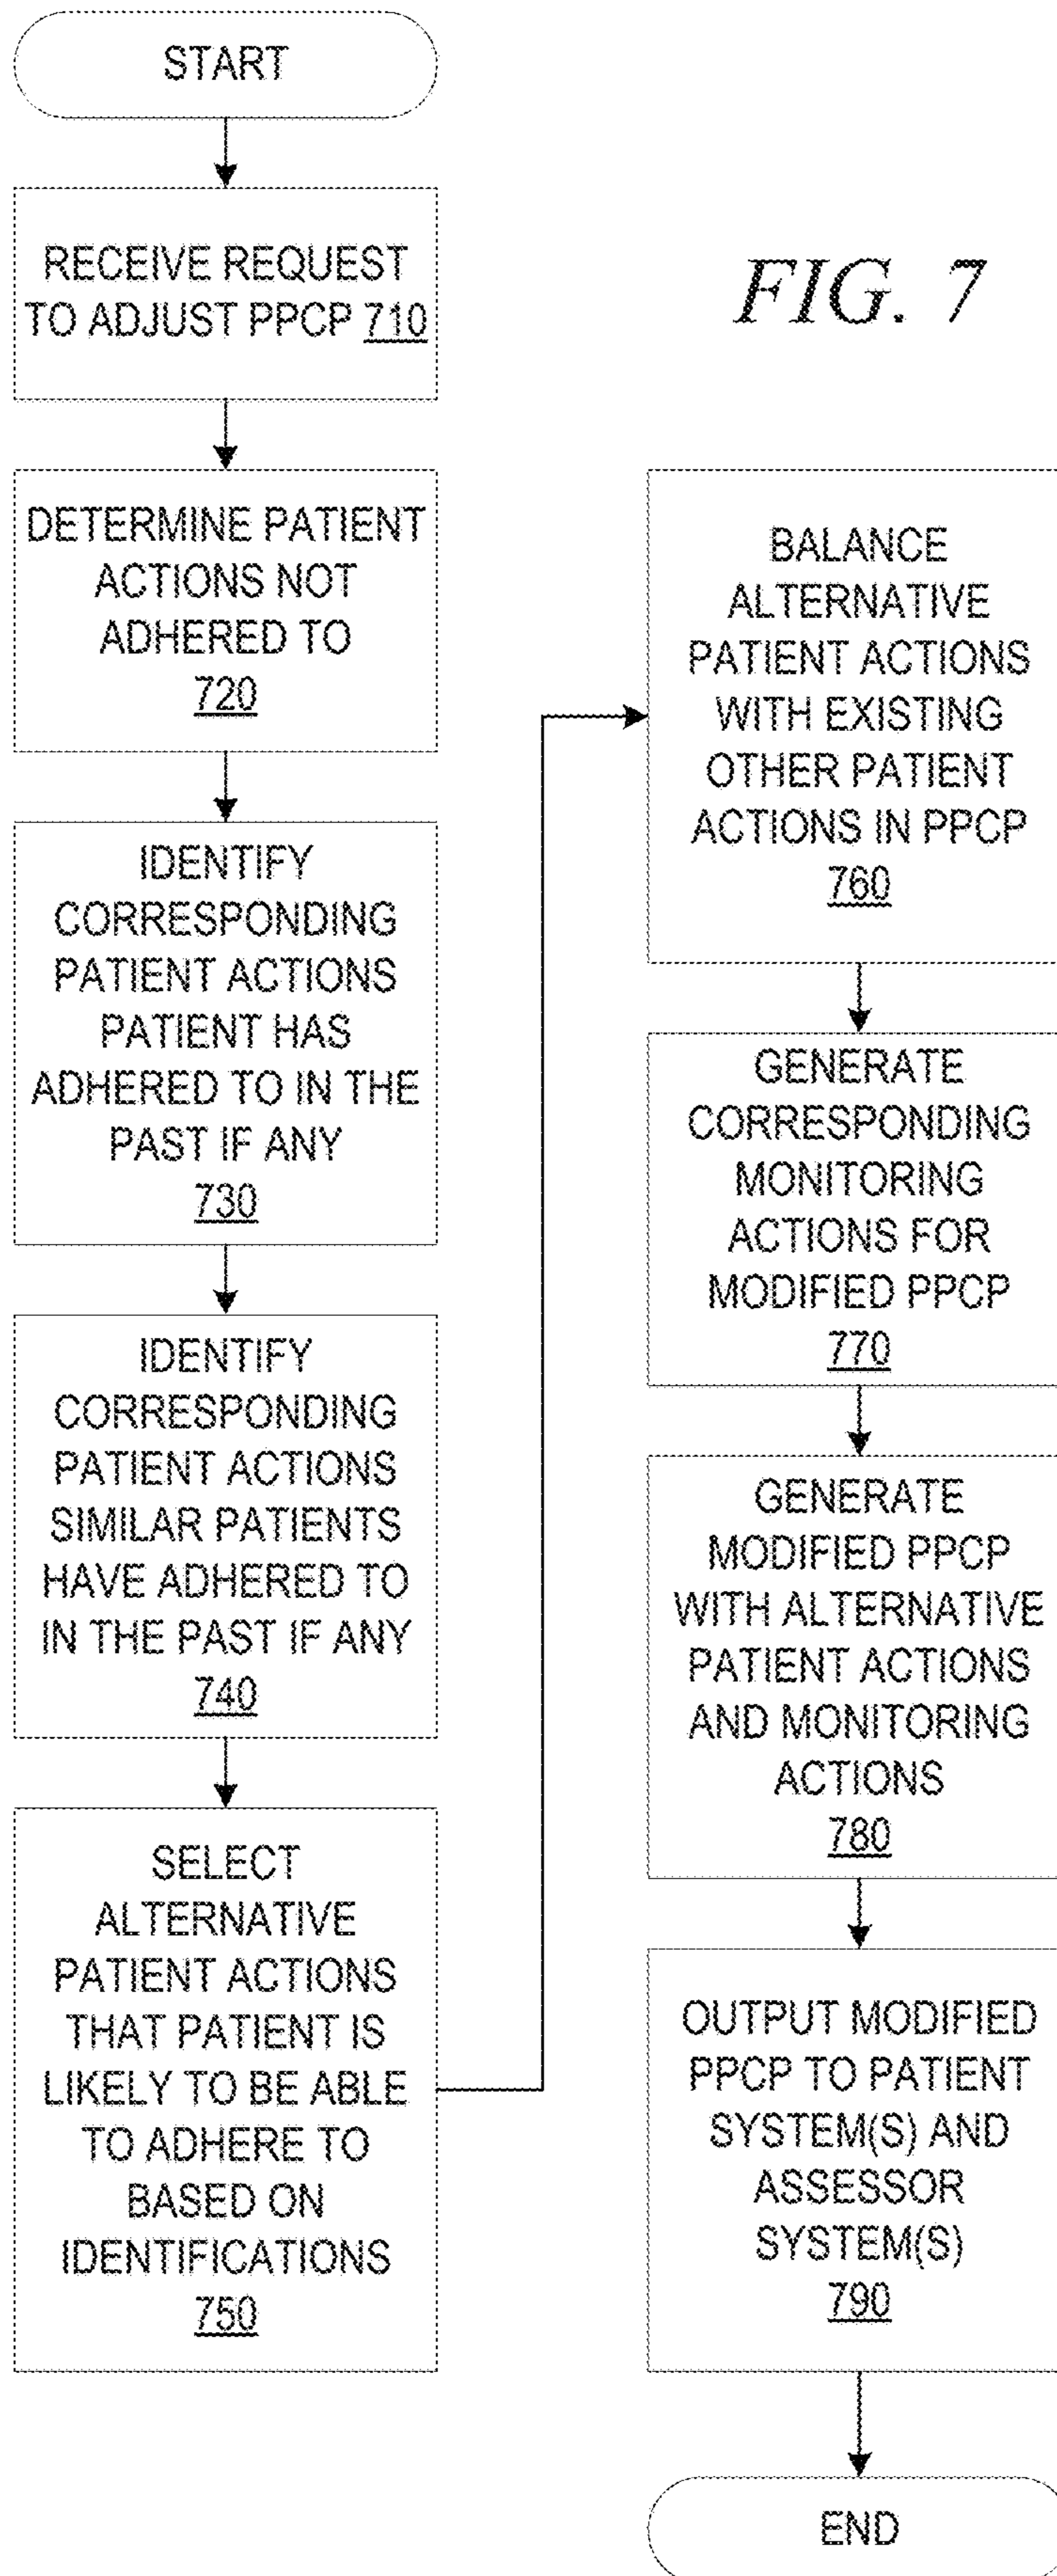 START
RECEIVE REQUEST
TO ADJUST PPCP 710
DETERMINE PATIENT
ACTIONS NOT
ADHERED TO
720
IDENTIFY
CORRESPONDING
PATIENT ACTIONS
PATIENT HAS
ADHERED TO IN THE
PAST IF ANY
730
IDENTIFY
CORRESPONDING
PATIENT ACTIONS
SIMILAR PATIENTS
HAVE ADHERED TO
IN THE PAST IF ANY
740
SELECT
ALTERNATIVE
PATIENT ACTIONS
THAT PATIENT IS
LIKELY TO BE ABLE
TO ADHERE TO
BASED ON
IDENTIFICATIONS
750
FIG. 7
BALANCE
ALTERNATIVE
PATIENT ACTIONS
WITH EXISTING
OTHER PATIENT
ACTIONS IN PPCP
760
GENERATE
CORRESPONDING
MONITORING
ACTIONS FOR
MODIFIED PPCP
770
GENERATE
MODIFIED PPCP
WITH ALTERNATIVE
PATIENT ACTIONS
AND MONITORING
ACTIONS
780
OUTPUT MODIFIED
PPCP TO PATIENT
SYSTEM(S) AND
ASSESSOR
SYSTEM(S)
790
END